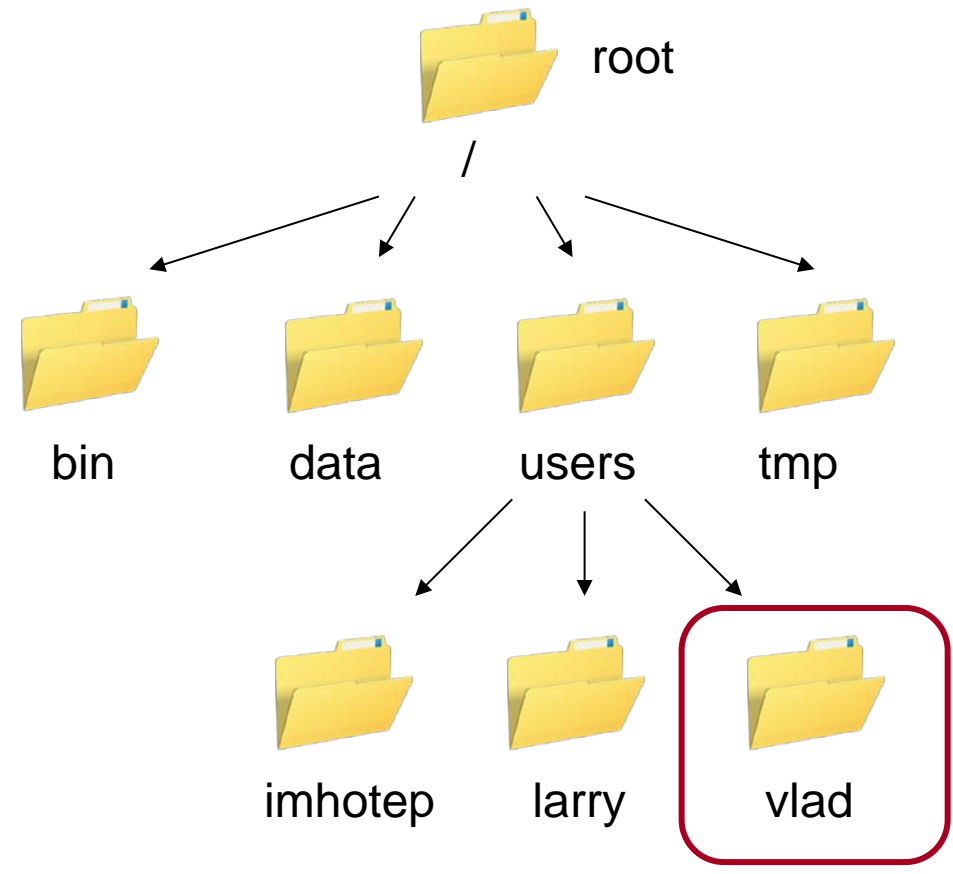 root
/
bin data users tmp
imhotep larry vlad